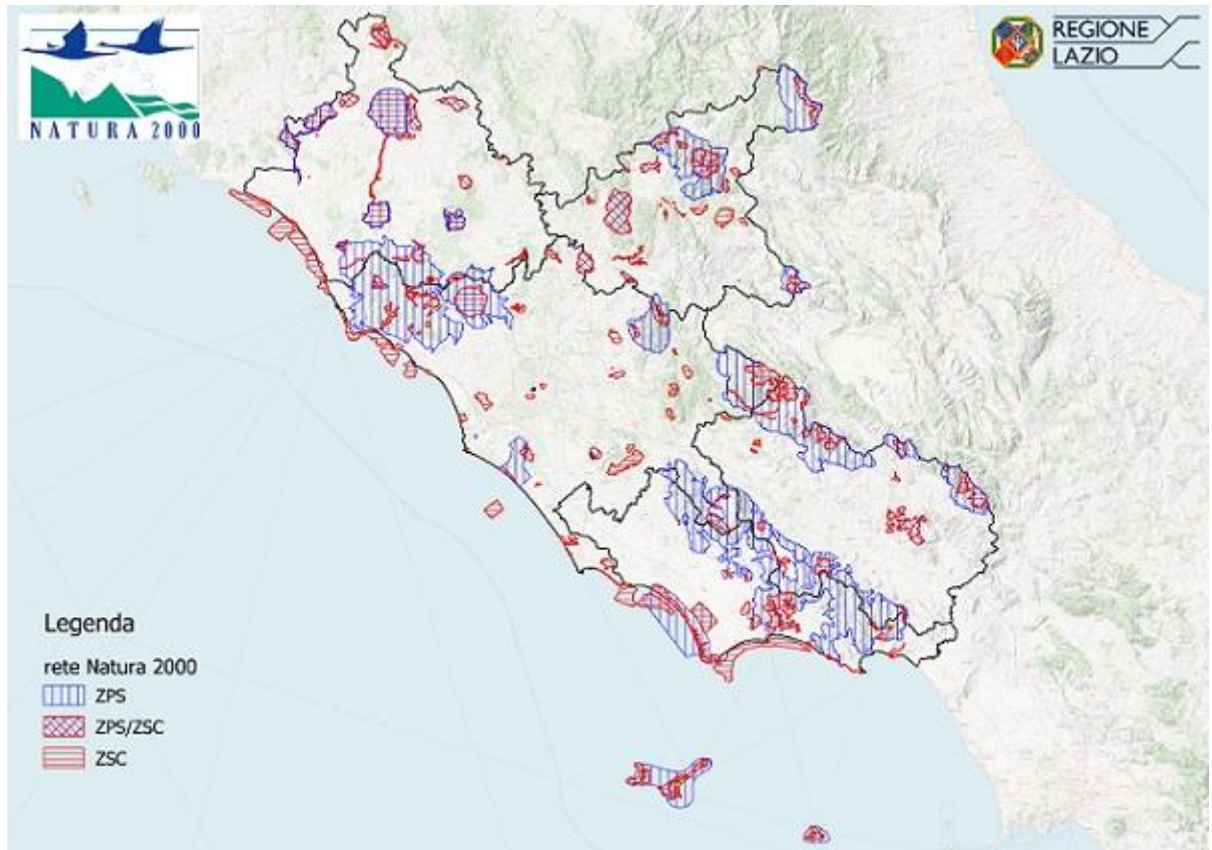 NATURA 2000
REGIONE
LAZIO
Legenda
rete Natura 2000
ZPS
ZPS/ZSC
ZSC